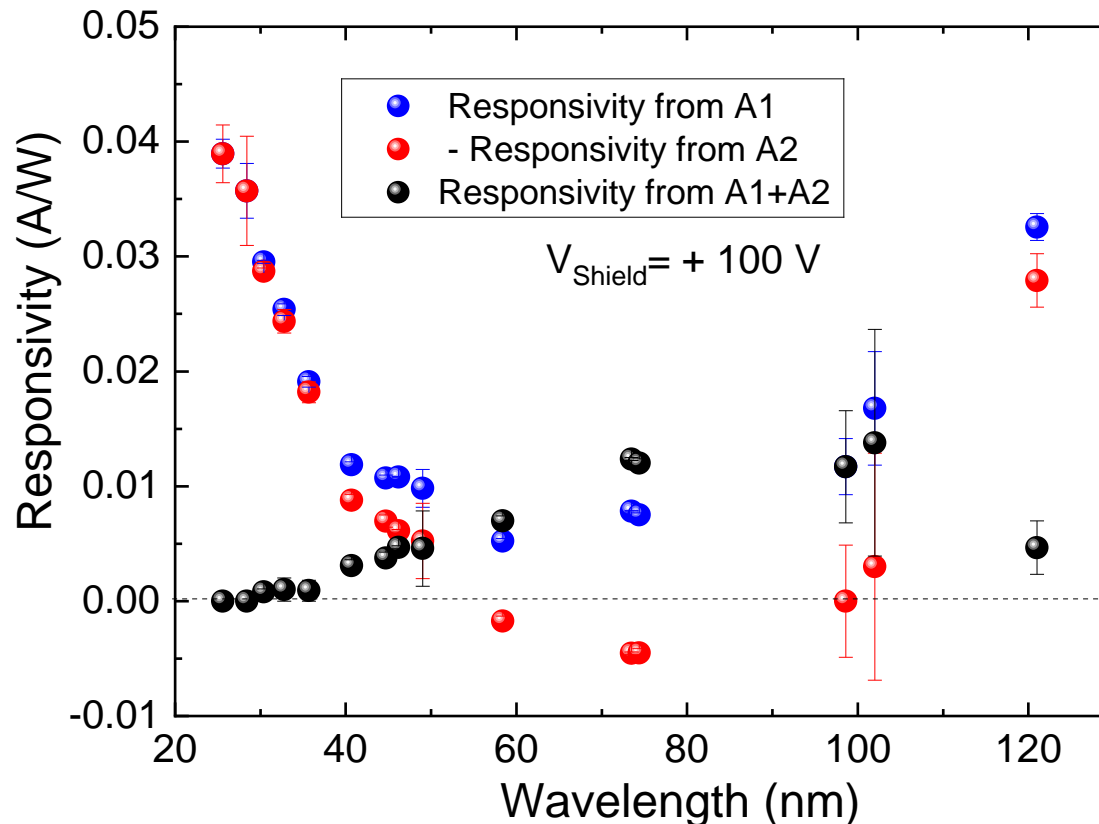 0.05
0.04
0.03
0.02
0.01
0.00
-0.01
Responsivity (A/W)
Responsivity from A1
- Responsivity from A2
Responsivity from A1+A2
V_Shield= + 100 V
20 40 60 80 100 120
Wavelength (nm)